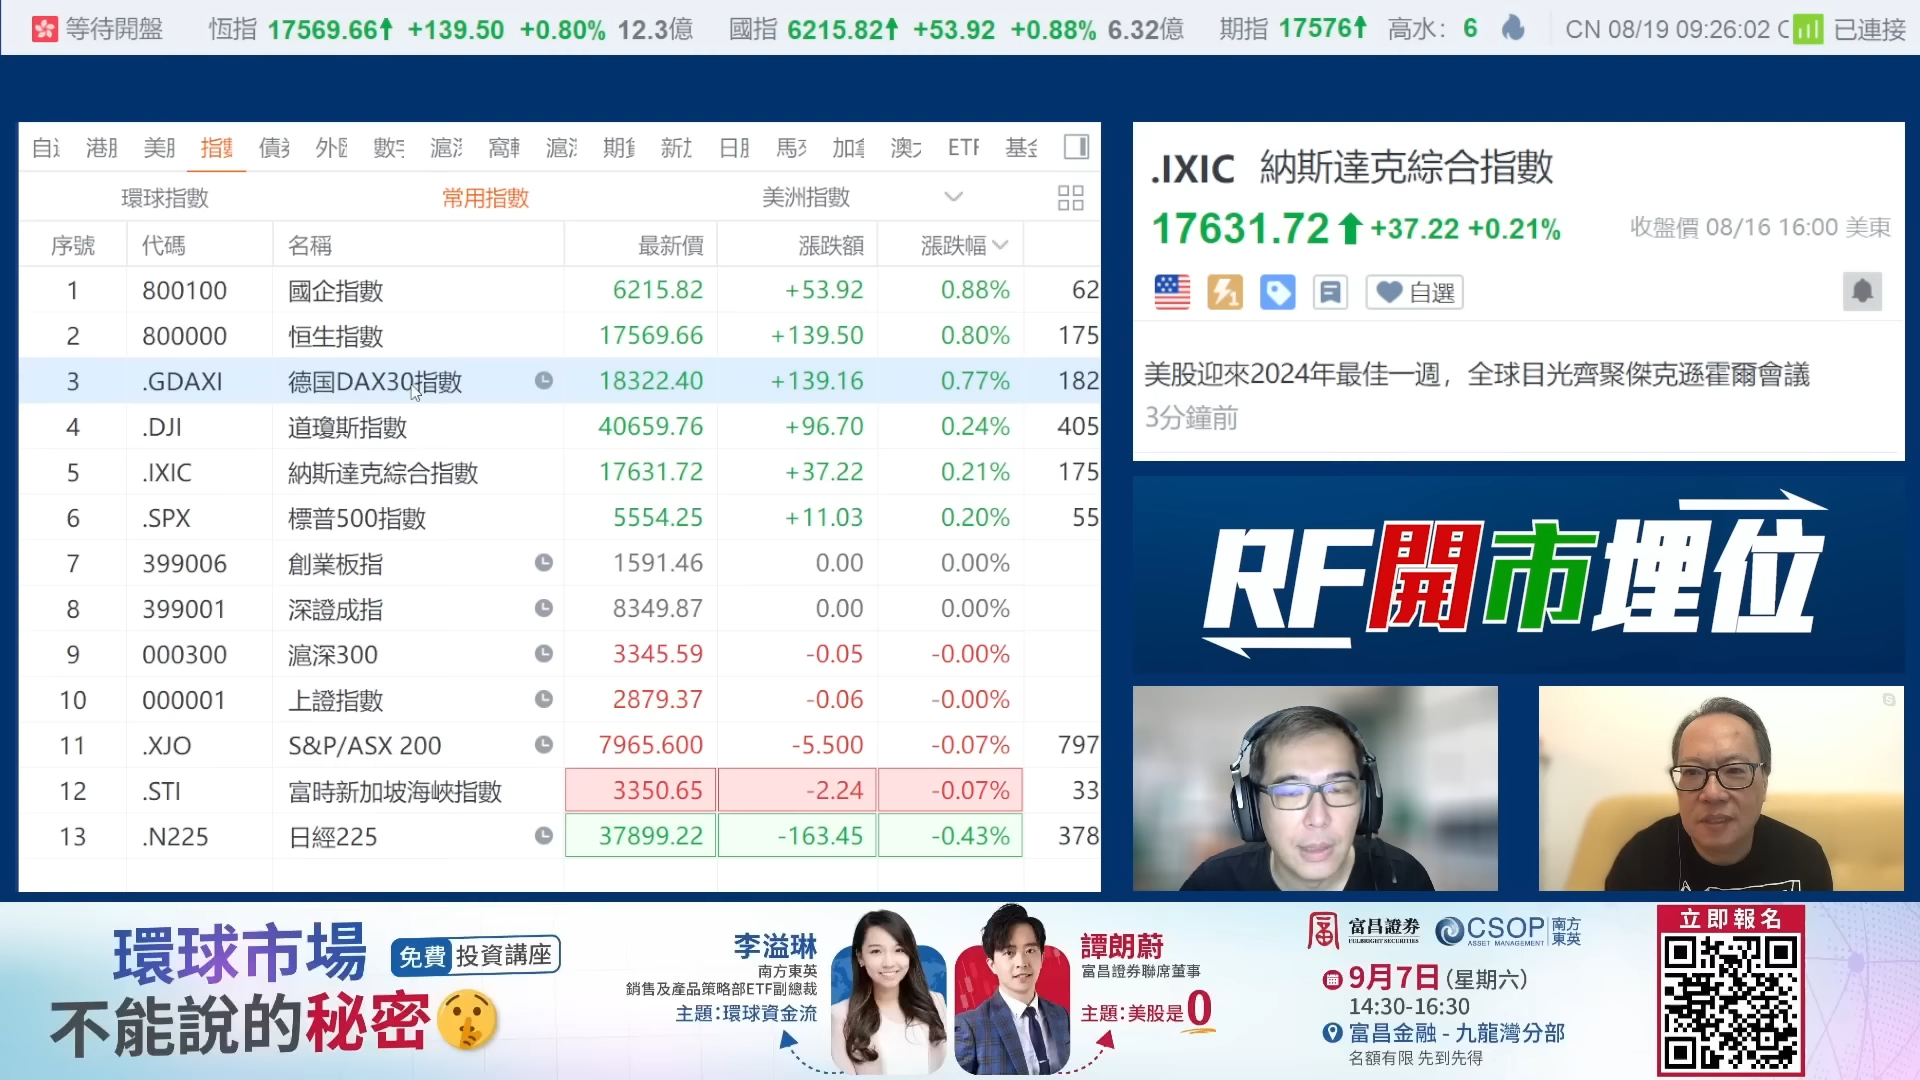 等待開盤 恆指 17569.66 +139.50 +0.80% 12.3億 國指 6215.82 +53.92 +0.88% 6.32億 期指 17576 高水: 6 CN 08/19 09:26:02 已連接
指數 ETF
環球指數 常用指數 美洲指數
序號 代碼 名稱 最新價 漲跌額 漲跌幅
1 800100 國企指數 6215.82 +53.92 0.88% 62
2 800000 恒生指數 17569.66 +139.50 0.80% 175
3 .GDAXI 德国DAX30指數 18322.40 +139.16 0.77% 182
4 .DJI 道瓊斯指數 40659.76 +96.70 0.24% 405
5 .IXIC 納斯達克綜合指數 17631.72 +37.22 0.21% 175
6 .SPX 標普500指數 5554.25 +11.03 0.20% 55
7 399006 創業板指 1591.46 0.00 0.00%
8 399001 深證成指 8349.87 0.00 0.00%
9 000300 滬深300 3345.59 -0.05 -0.00%
10 000001 上證指數 2879.37 -0.06 -0.00%
11 .XJO S&P/ASX 200 7965.600 -5.500 -0.07% 797
12 .STI 富時新加坡海峽指數 3350.65 -2.24 -0.07% 33
13 .N225 日經225 37899.22 -163.45 -0.43% 378
.IXIC 納斯達克綜合指數
17631.72 +37.22 +0.21% 收盤價 08/16 16:00 美東
自選
美股迎來2024年最佳一週，全球目光齊聚傑克遜霍爾會議
3分鐘前
RF開市埋位
環球市場
免費 投資講座
不能說的秘密
李溢琳
南方東英
銷售及產品策略部ETF副總裁
主題:環球資金流
譚朗蔚
富昌證券聯席董事
主題:美股是0
富昌證券
FULBRIGHT SECURITIES
CSOP 南方東英
ASSET MANAGEMENT
9月7日(星期六)
14:30-16:30
富昌金融 - 九龍灣分部
名額有限 先到先得
立即報名